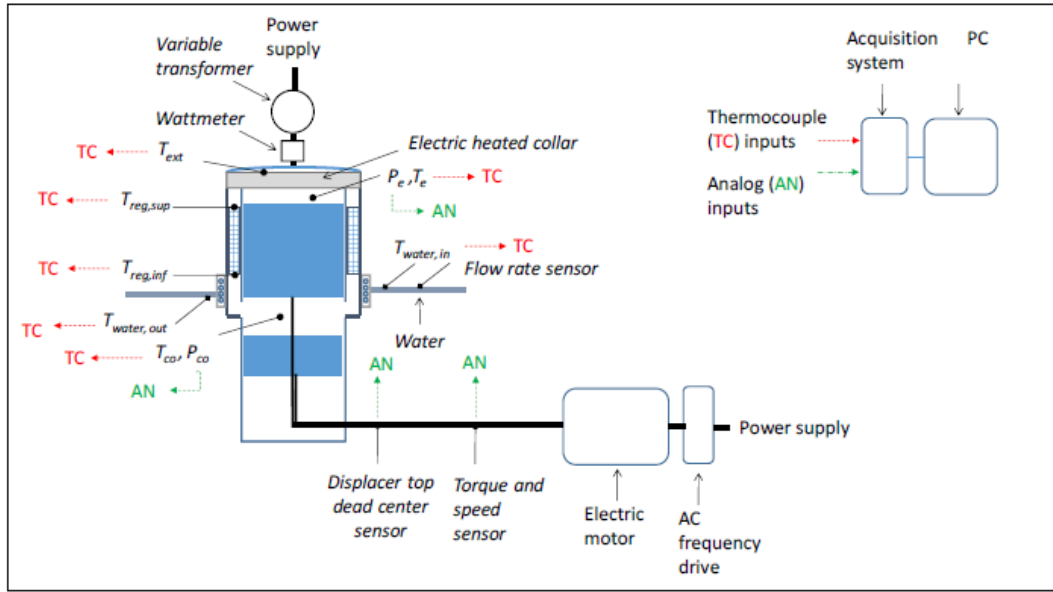 Power
supply
Variable
transformer
Wattmeter
Electric heated collar
TC
T_ext
P_e ,T_e
TC
AN
TC
T_reg,sup
TC
T_reg,inf
T_water,in
TC
Flow rate sensor
TC
T_water,out
Water
TC
T_co, P_co
AN
AN
AN
Displacer top
dead center
sensor
Torque and
speed
sensor
Electric
motor
AC
frequency
drive
Power supply
Acquisition
system
PC
Thermocouple
(TC) inputs
Analog (AN)
inputs